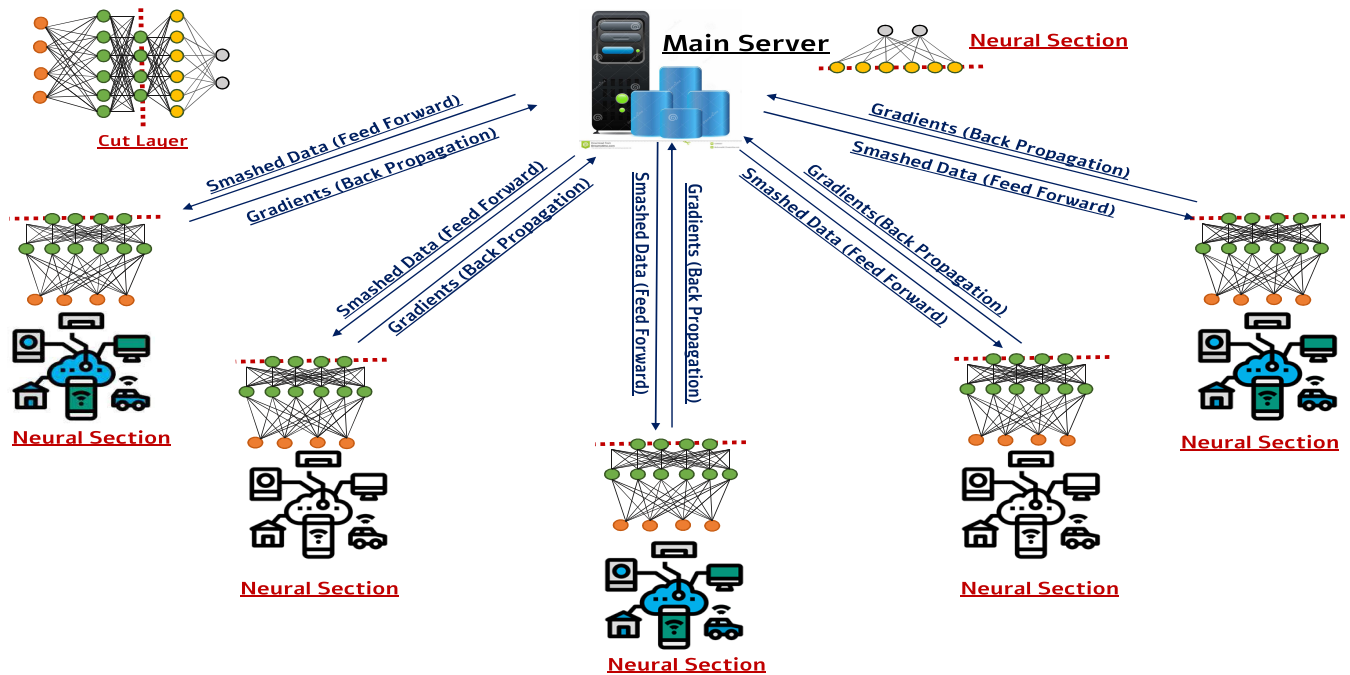 Main Server
Neural Section
Cut Layer
Smashed Data (Feed Forward)
Gradients (Back Propagation)
Smashed Data (Feed Forward)
Gradients (Back Propagation)
Smashed Data (Feed Forward)
Gradients (Back Propagation)
Gradients(Back Propagation)
Smashed Data (Feed Forward)
Gradients (Back Propagation)
Smashed Data (Feed Forward)
Neural Section
Neural Section
Neural Section
Neural Section
Neural Section